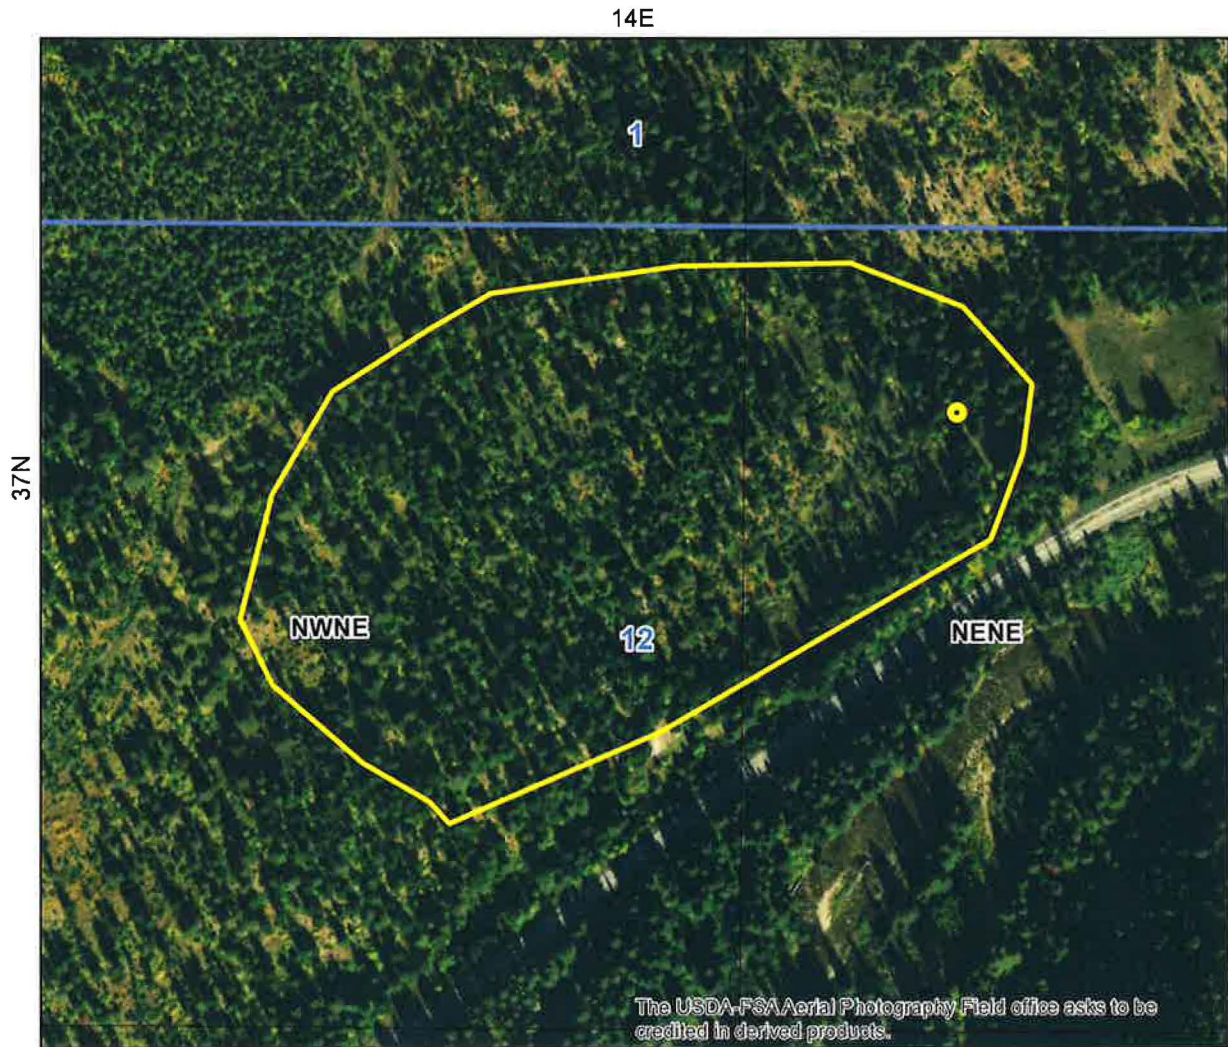 14E
1
37N
NWNE
12
NENE
The USDA-FSA Aerial Photography Field office asks to be
credited in derived products.